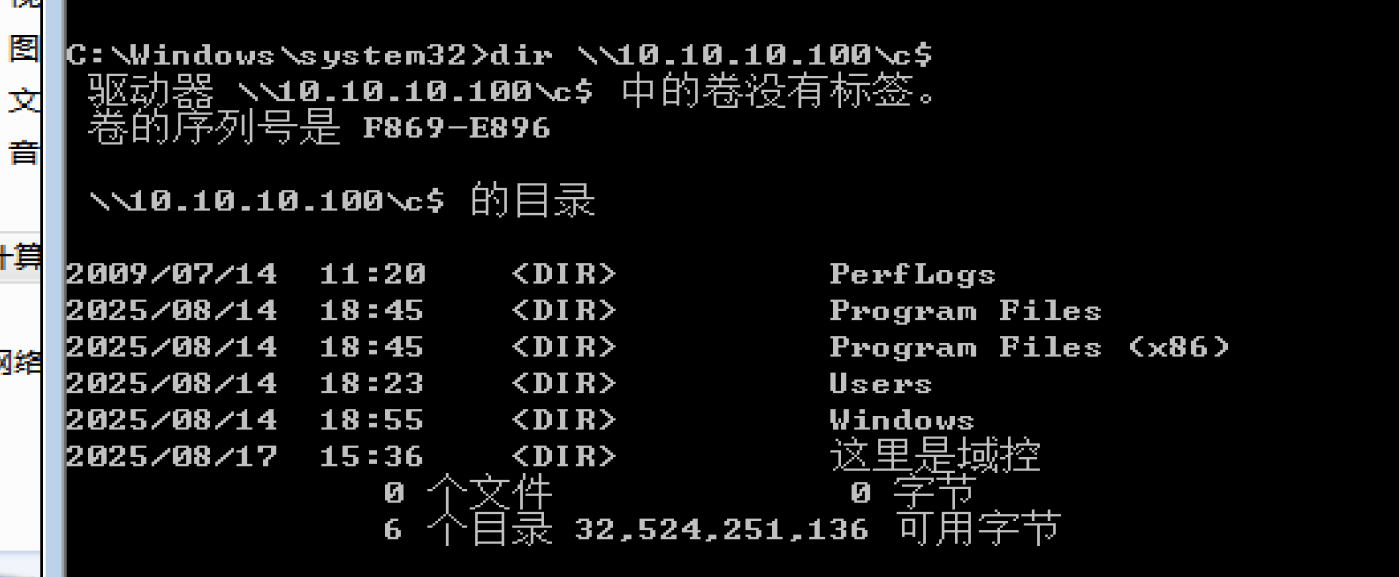 图
文
音
算
网络
C:\Windows\system32>dir \\10.10.10.100\c$
驱动器 \\10.10.10.100\c$ 中的卷没有标签。
卷的序列号是 F869-E896
\\10.10.10.100\c$ 的目录
2009/07/14 11:20 <DIR> PerfLogs
2025/08/14 18:45 <DIR> Program Files
2025/08/14 18:45 <DIR> Program Files (x86)
2025/08/14 18:23 <DIR> Users
2025/08/14 18:55 <DIR> Windows
2025/08/17 15:36 <DIR> 这里是域控
0 个文件 0 字节
6 个目录 32,524,251,136 可用字节